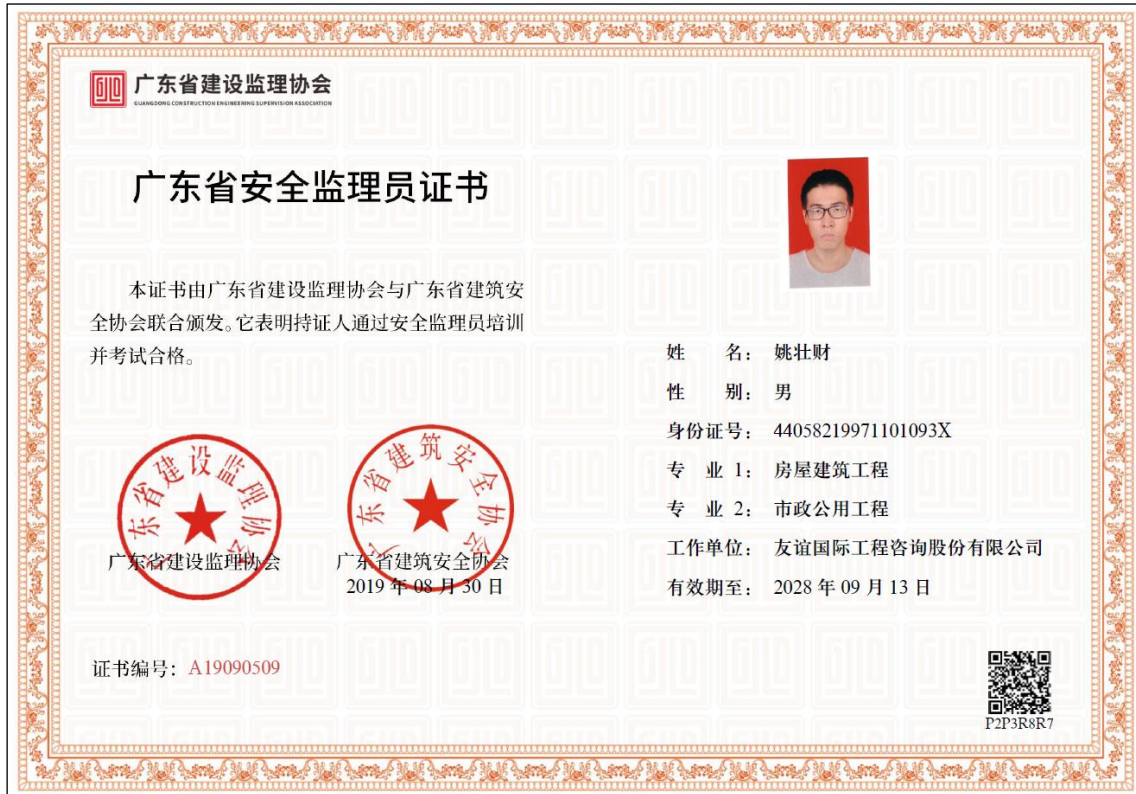 广东省建设监理协会
GUANGDONG CONSTRUCTION ENGINEERING SUPERVISION ASSOCIATION
广东省安全监理员证书
本证书由广东省建设监理协会与广东省建筑安
全协会联合颁发。它表明持证人通过安全监理员培训
并考试合格。
广东省建设监理协会
广东省建筑安全协会
广东省建设监理协会
广东省建筑安全协会
2019 年 08 月 30 日
证书编号：A19090509
姓 名： 姚壮财
性 别： 男
身份证号： 44058219971101093X
专 业 1： 房屋建筑工程
专 业 2： 市政公用工程
工作单位： 友谊国际工程咨询股份有限公司
有效期至： 2028 年 09 月 13 日
P2P3R8R7